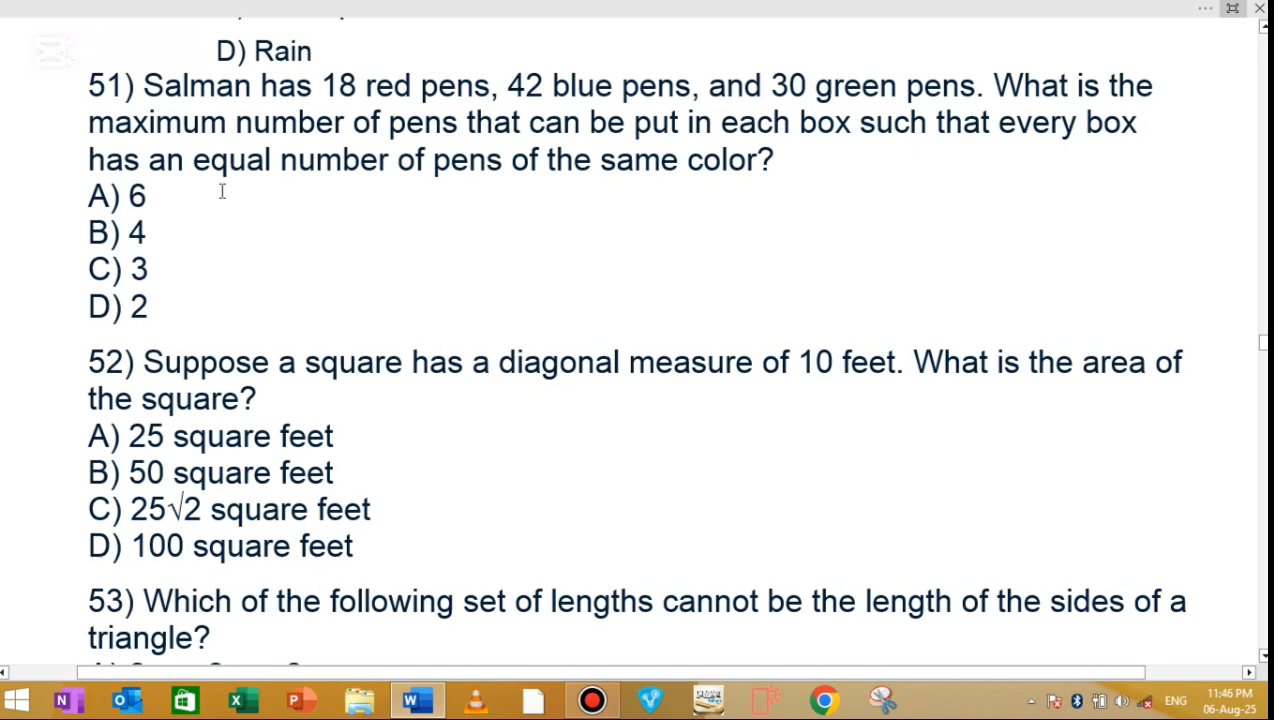 D) Rain
51) Salman has 18 red pens, 42 blue pens, and 30 green pens. What is the
maximum number of pens that can be put in each box such that every box
has an equal number of pens of the same color?
A) 6
B) 4
C) 3
D) 2
52) Suppose a square has a diagonal measure of 10 feet. What is the area of
the square?
A) 25 square feet
B) 50 square feet
C) 25√2 square feet
D) 100 square feet
53) Which of the following set of lengths cannot be the length of the sides of a
triangle?
ENG
11:46 PM
06-Aug-25